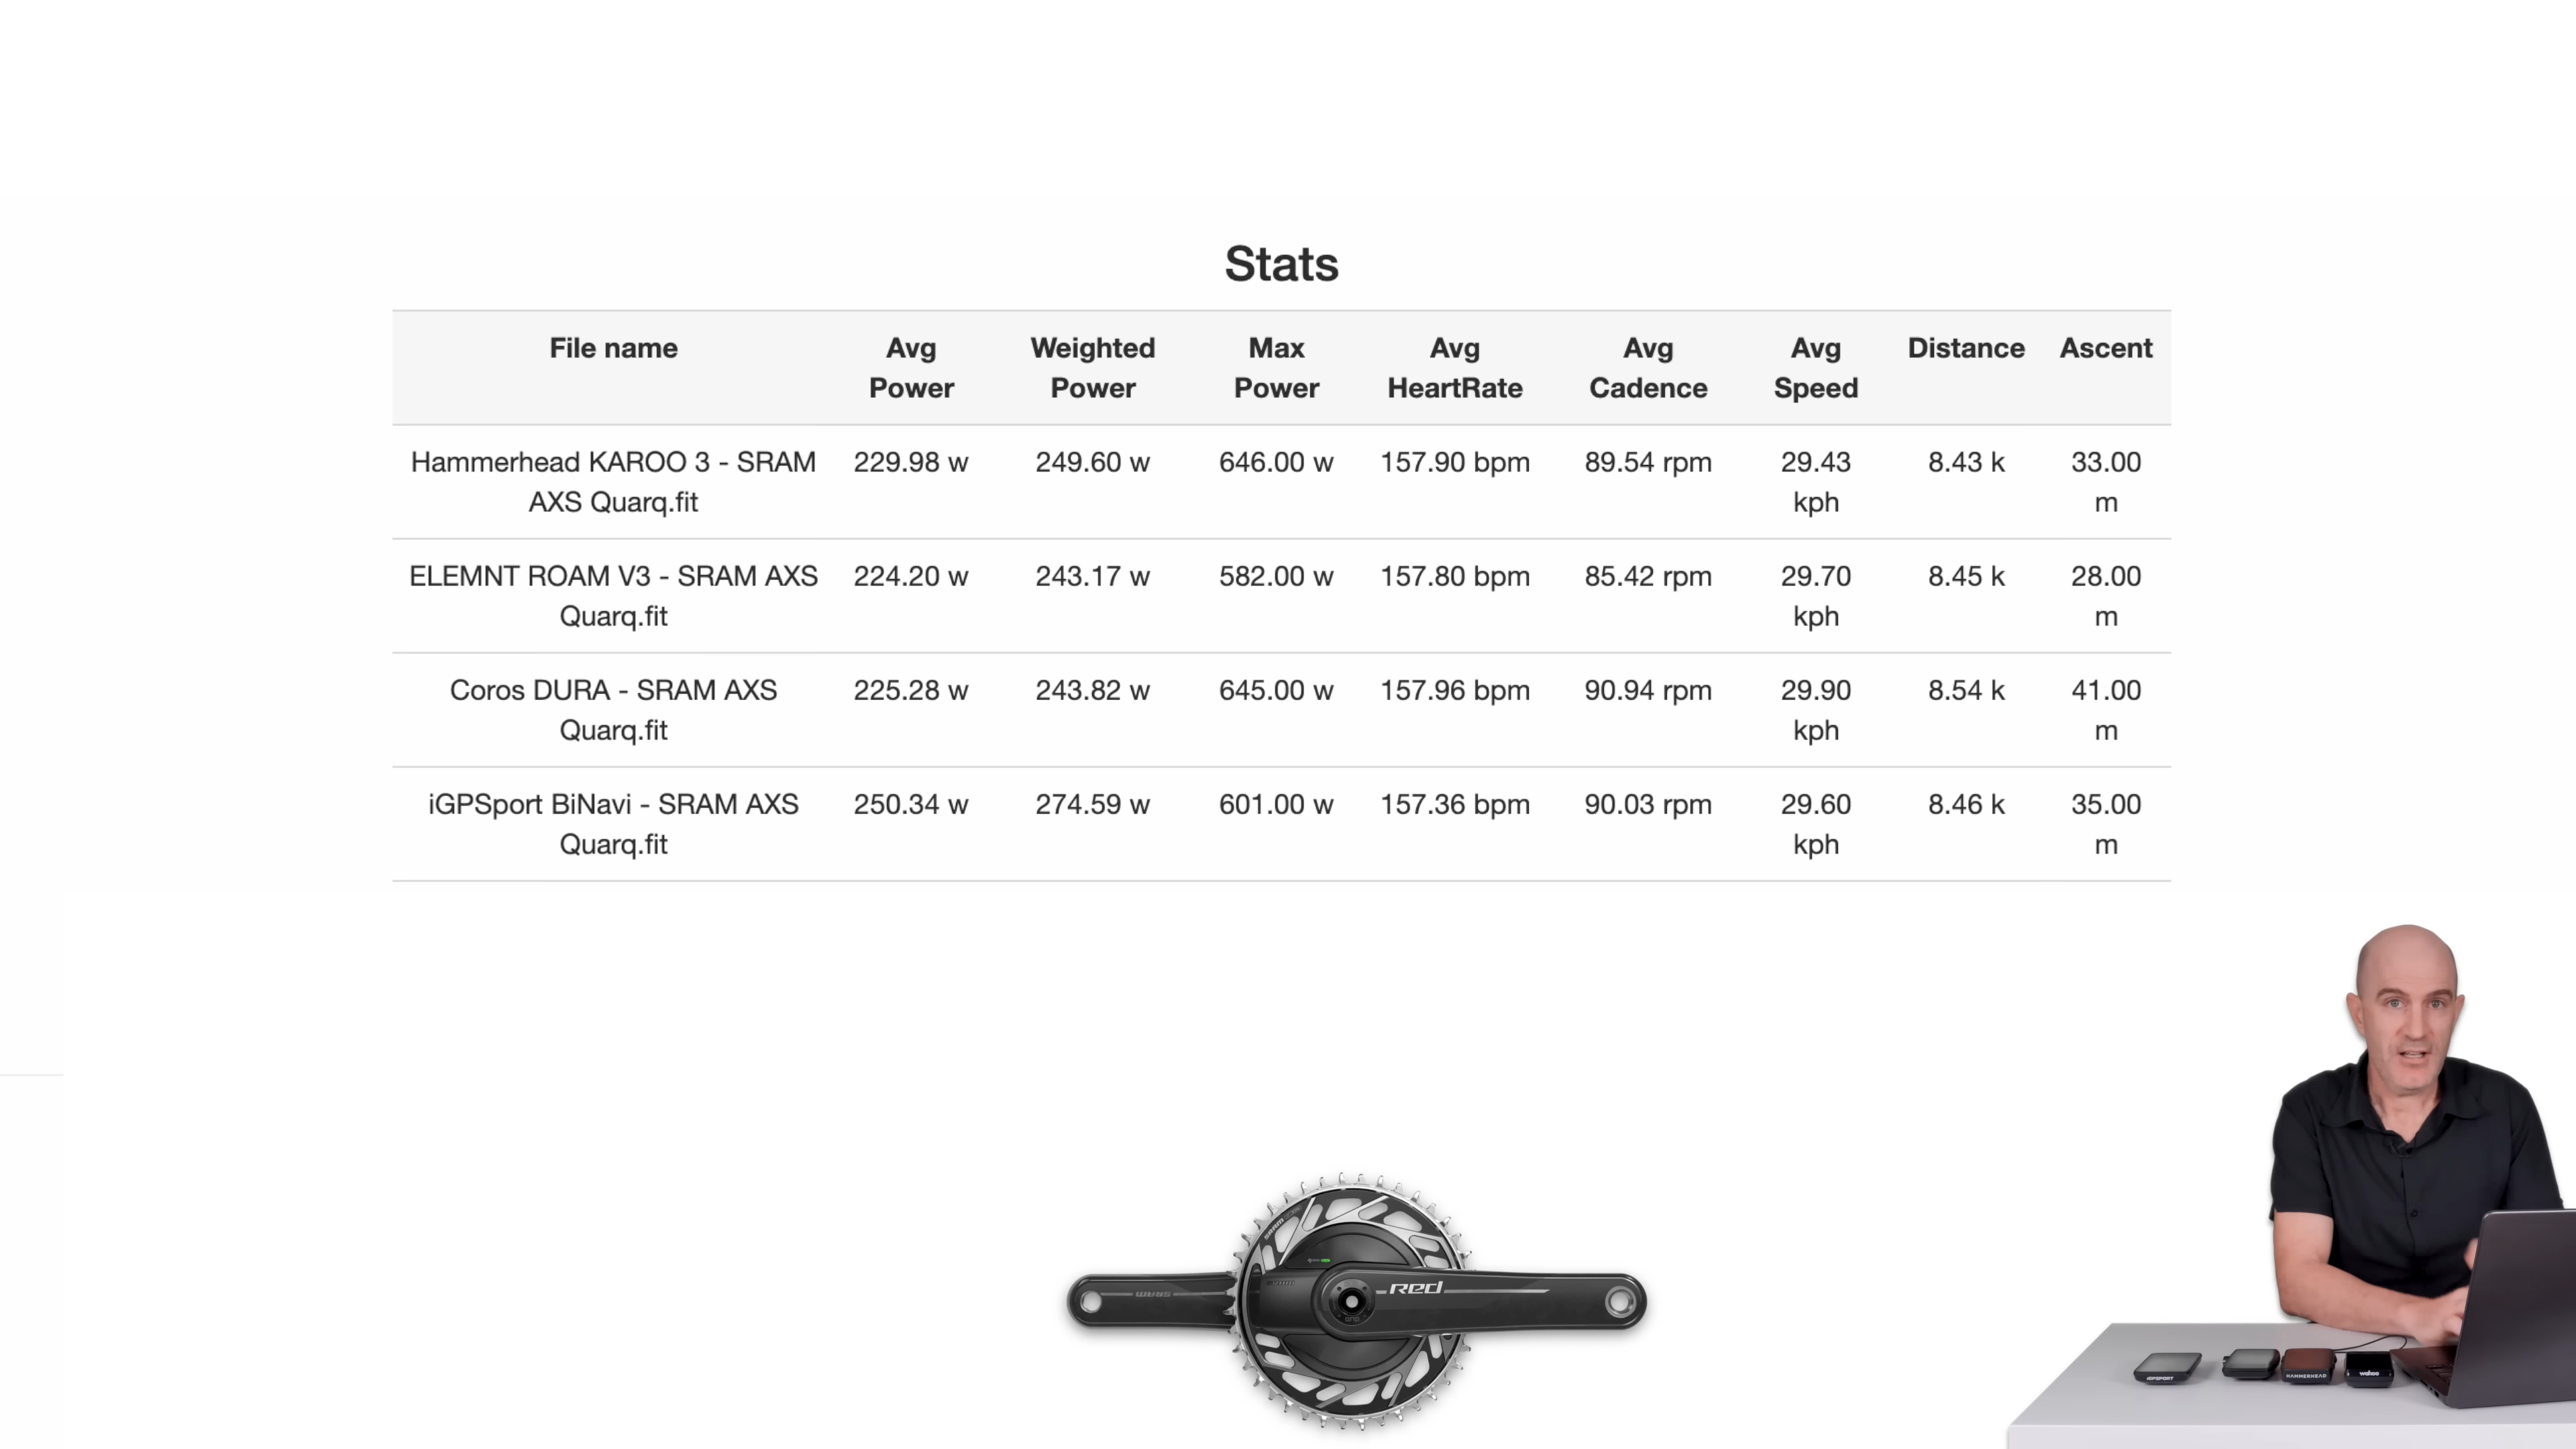 Stats
File name Avg Weighted Max Avg Avg Avg Distance Ascent
Power Power Power HeartRate Cadence Speed
Hammerhead KAROO 3 - SRAM 229.98 w 249.60 w 646.00 w 157.90 bpm 89.54 rpm 29.43 8.43 k 33.00
AXS Quarq.fit kph m
ELEMNT ROAM V3 - SRAM AXS 224.20 w 243.17 w 582.00 w 157.80 bpm 85.42 rpm 29.70 8.45 k 28.00
Quarq.fit kph m
Coros DURA - SRAM AXS 225.28 w 243.82 w 645.00 w 157.96 bpm 90.94 rpm 29.90 8.54 k 41.00
Quarq.fit kph m
iGPSport BiNavi - SRAM AXS 250.34 w 274.59 w 601.00 w 157.36 bpm 90.03 rpm 29.60 8.46 k 35.00
Quarq.fit kph m
SRAM
RED
SRAM
iGPSPORT
HAMMERHEAD
wahoo